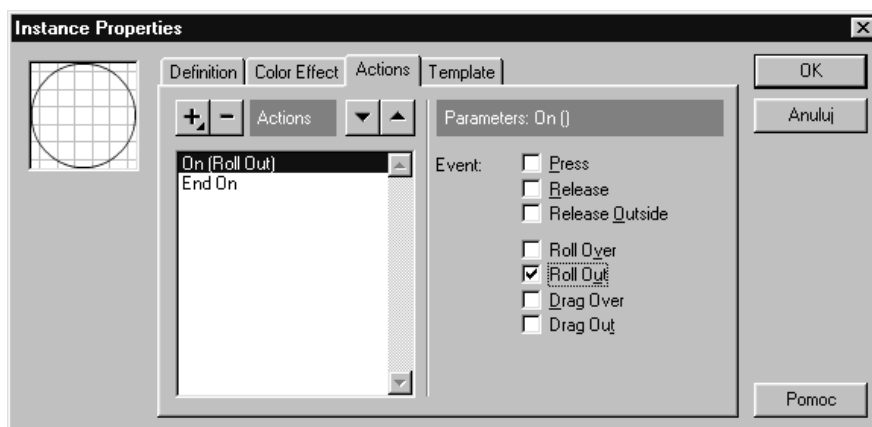 Instance Properties
Definition Color Effect Actions Template
OK
Actions
Parameters: On ()
Anuluj
On (Roll Out)
End On
Event:
Press
Release
Release Outside
Roll Over
Roll Out
Drag Over
Drag Out
Pomoc